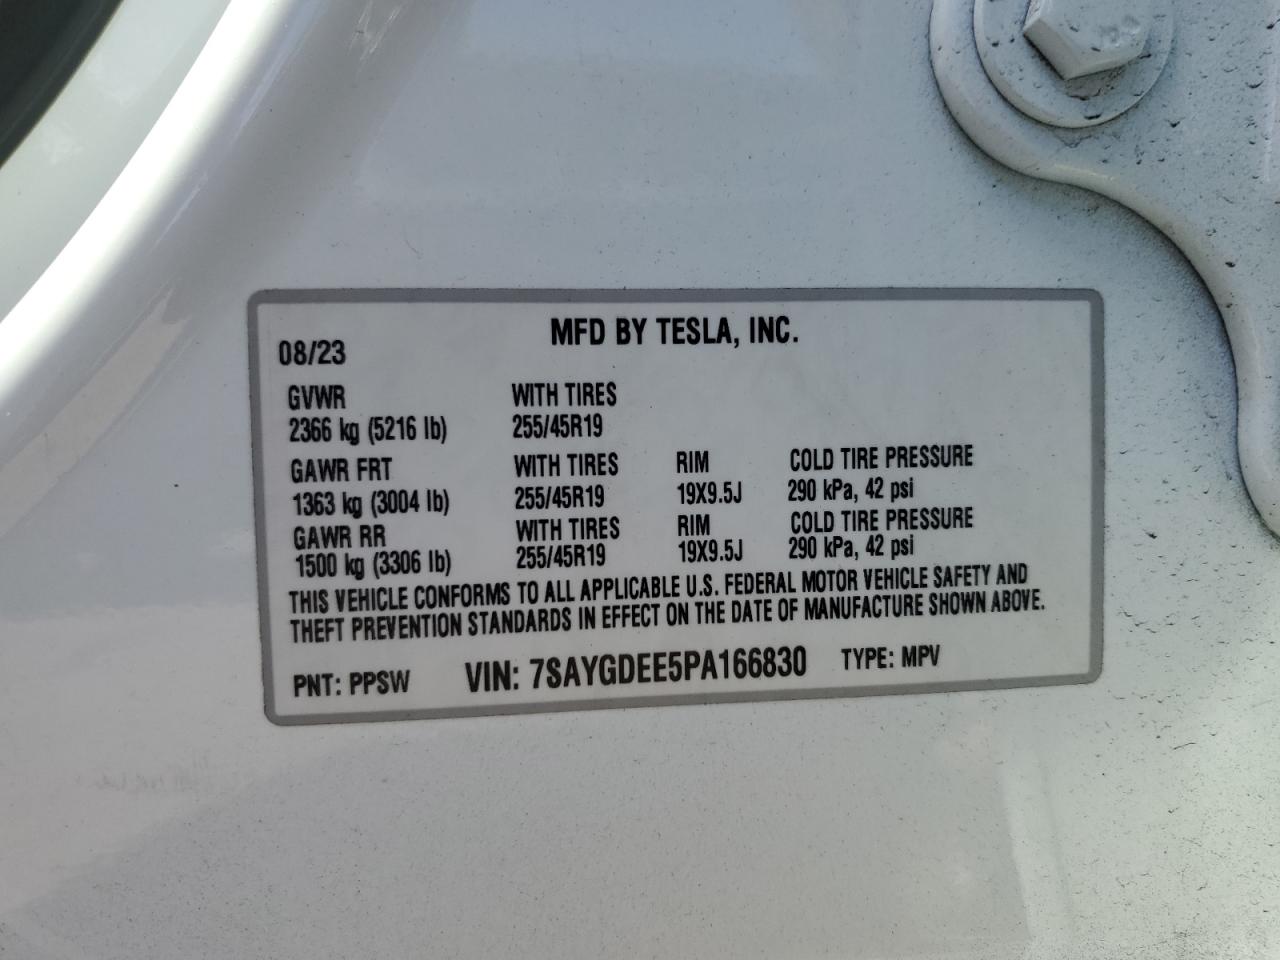 MFD BY TESLA, INC.
08/23
GVWR WITH TIRES
2366 kg (5216 lb) 255/45R19
GAWR FRT WITH TIRES RIM COLD TIRE PRESSURE
1363 kg (3004 lb) 255/45R19 19X9.5J 290 kPa, 42 psi
GAWR RR WITH TIRES RIM COLD TIRE PRESSURE
1500 kg (3306 lb) 255/45R19 19X9.5J 290 kPa, 42 psi
THIS VEHICLE CONFORMS TO ALL APPLICABLE U.S. FEDERAL MOTOR VEHICLE SAFETY AND
THEFT PREVENTION STANDARDS IN EFFECT ON THE DATE OF MANUFACTURE SHOWN ABOVE.
PNT: PPSW VIN: 7SAYGDEE5PA166830 TYPE: MPV